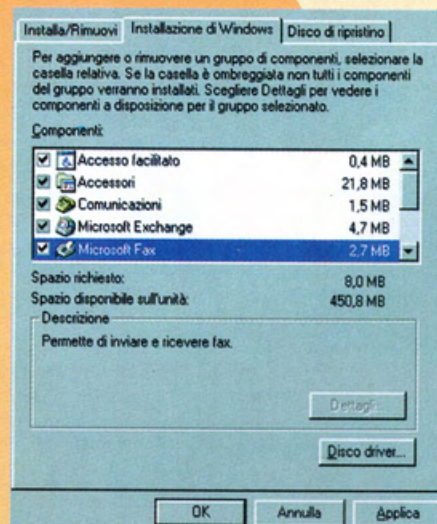 Installa/Rimuovi Installazione di Windows Disco di ripristino
Per aggiungere o rimuovere un gruppo di componenti, selezionare la
casella relativa. Se la casella è ombreggiata non tutti i componenti
del gruppo verranno installati. Scegliere Dettagli per vedere i
componenti a disposizione per il gruppo selezionato.
Componenti:
Accesso facilitato 0,4 MB
Accessori 21,8 MB
Comunicazioni 1,5 MB
Microsoft Exchange 4,7 MB
Microsoft Fax 2,7 MB
Spazio richiesto: 8,0 MB
Spazio disponibile sull'unità: 450,8 MB
Descrizione
Permette di inviare e ricevere fax.
Dettagli...
Disco driver...
OK Annulla Applica